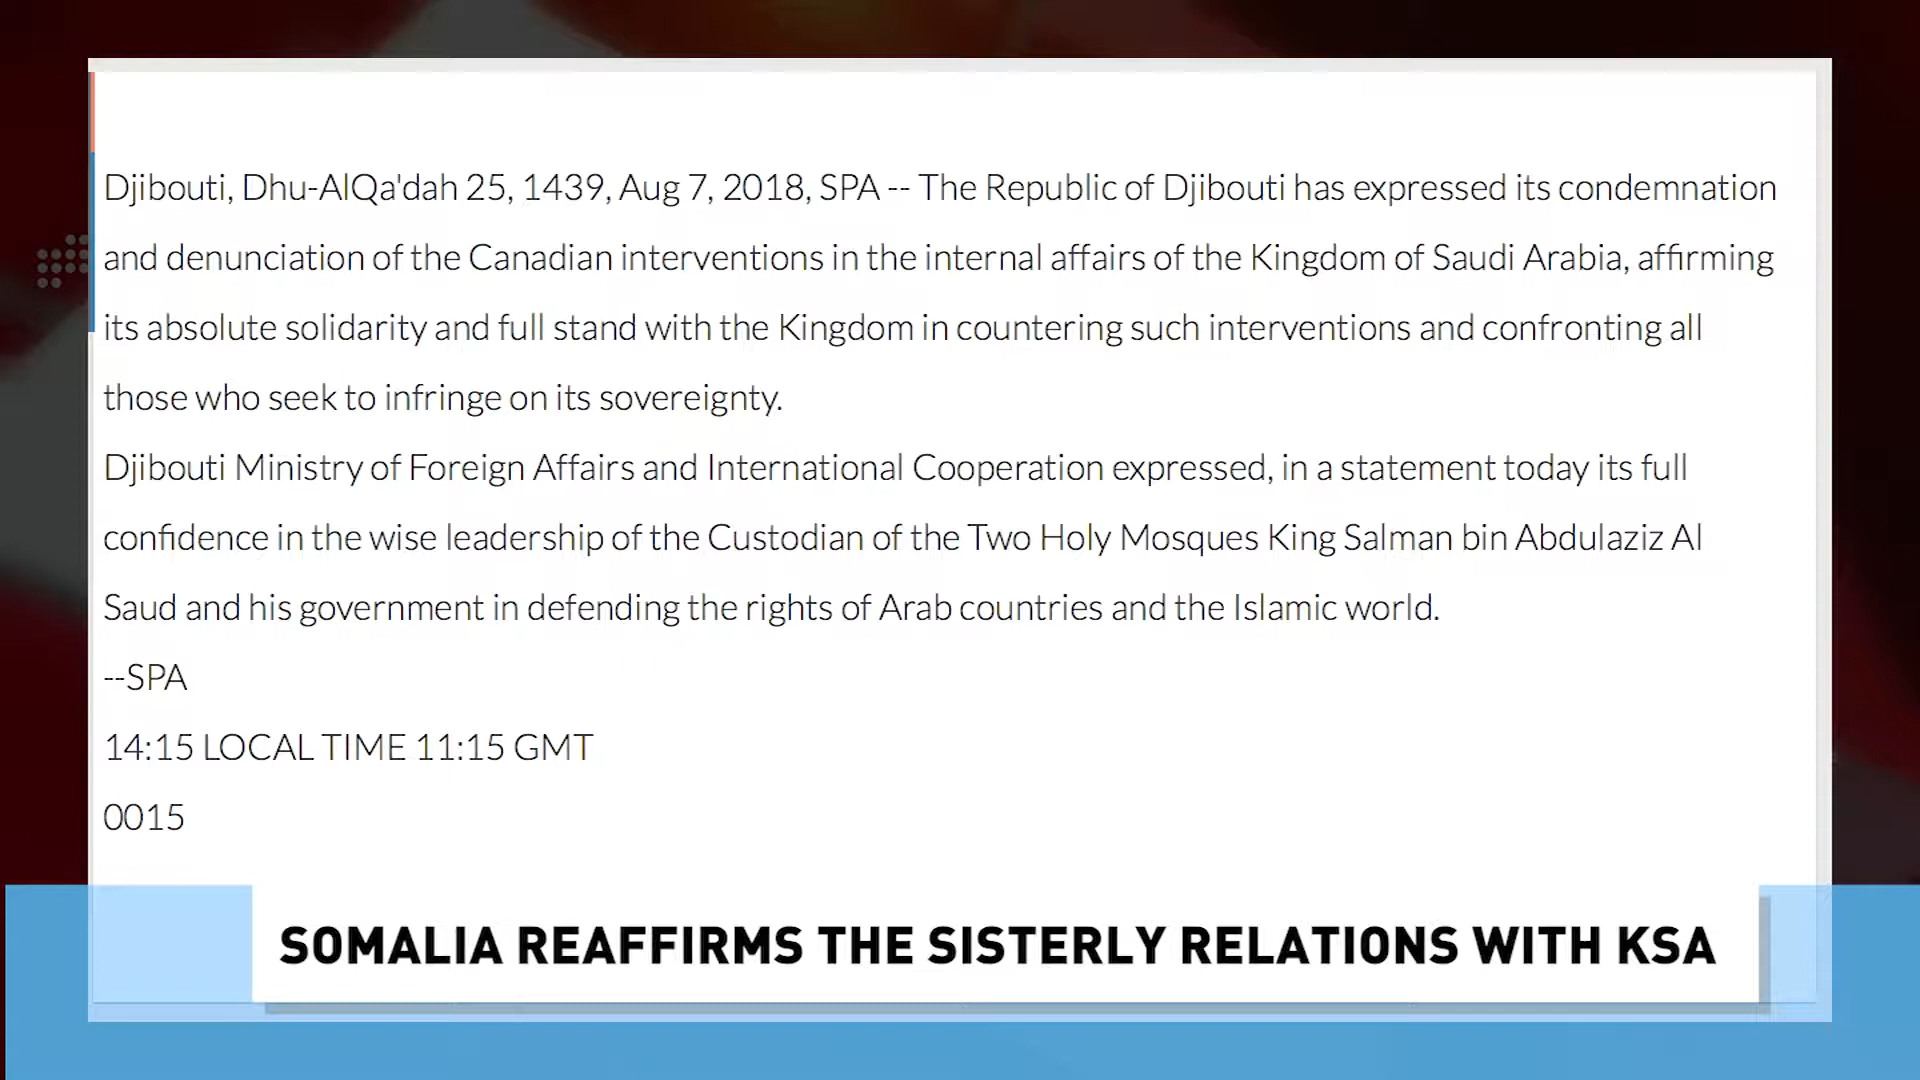 Djibouti, Dhu-AlQa'dah 25, 1439, Aug 7, 2018, SPA -- The Republic of Djibouti has expressed its condemnation
and denunciation of the Canadian interventions in the internal affairs of the Kingdom of Saudi Arabia, affirming
its absolute solidarity and full stand with the Kingdom in countering such interventions and confronting all
those who seek to infringe on its sovereignty.
Djibouti Ministry of Foreign Affairs and International Cooperation expressed, in a statement today its full
confidence in the wise leadership of the Custodian of the Two Holy Mosques King Salman bin Abdulaziz Al
Saud and his government in defending the rights of Arab countries and the Islamic world.
--SPA
14:15 LOCAL TIME 11:15 GMT
0015
SOMALIA REAFFIRMS THE SISTERLY RELATIONS WITH KSA